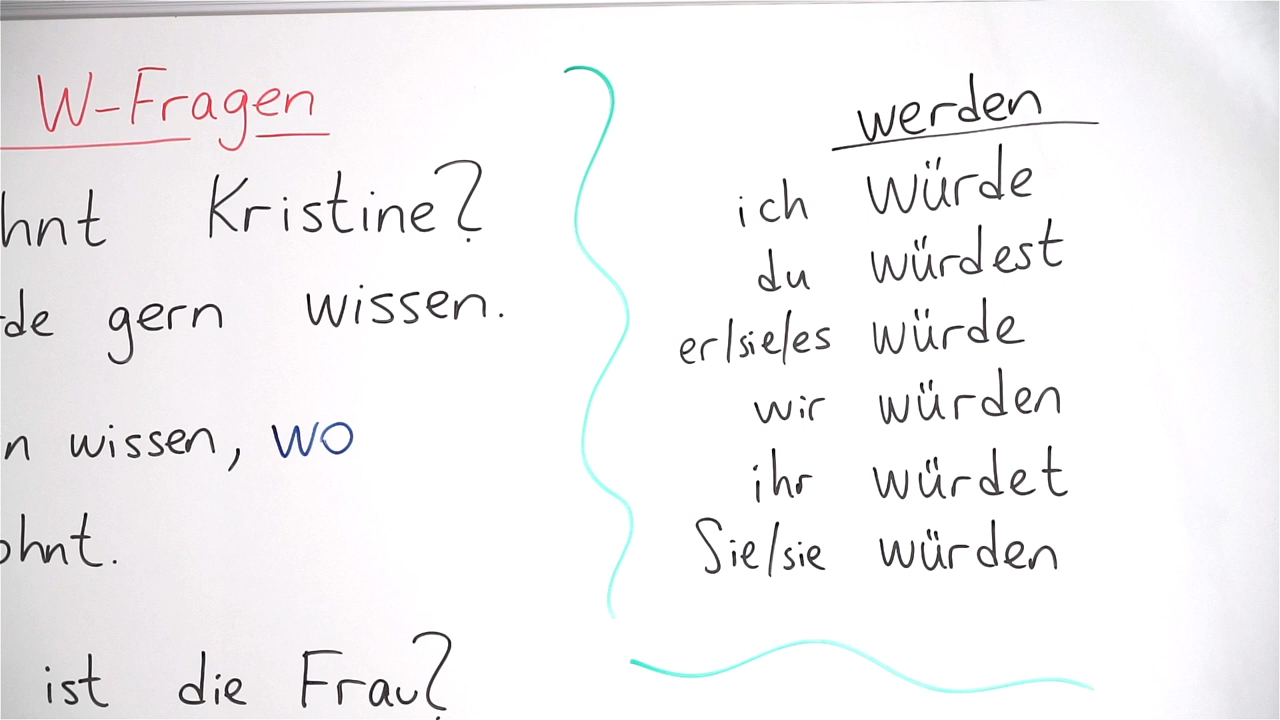 W-Fragen
hnt Kristine?
de gern wissen.
n wissen, wo
ohnt.
ist die Frau?
werden
ich würde
du würdest
er/sie/es würde
wir würden
ihr würdet
Sie/sie würden